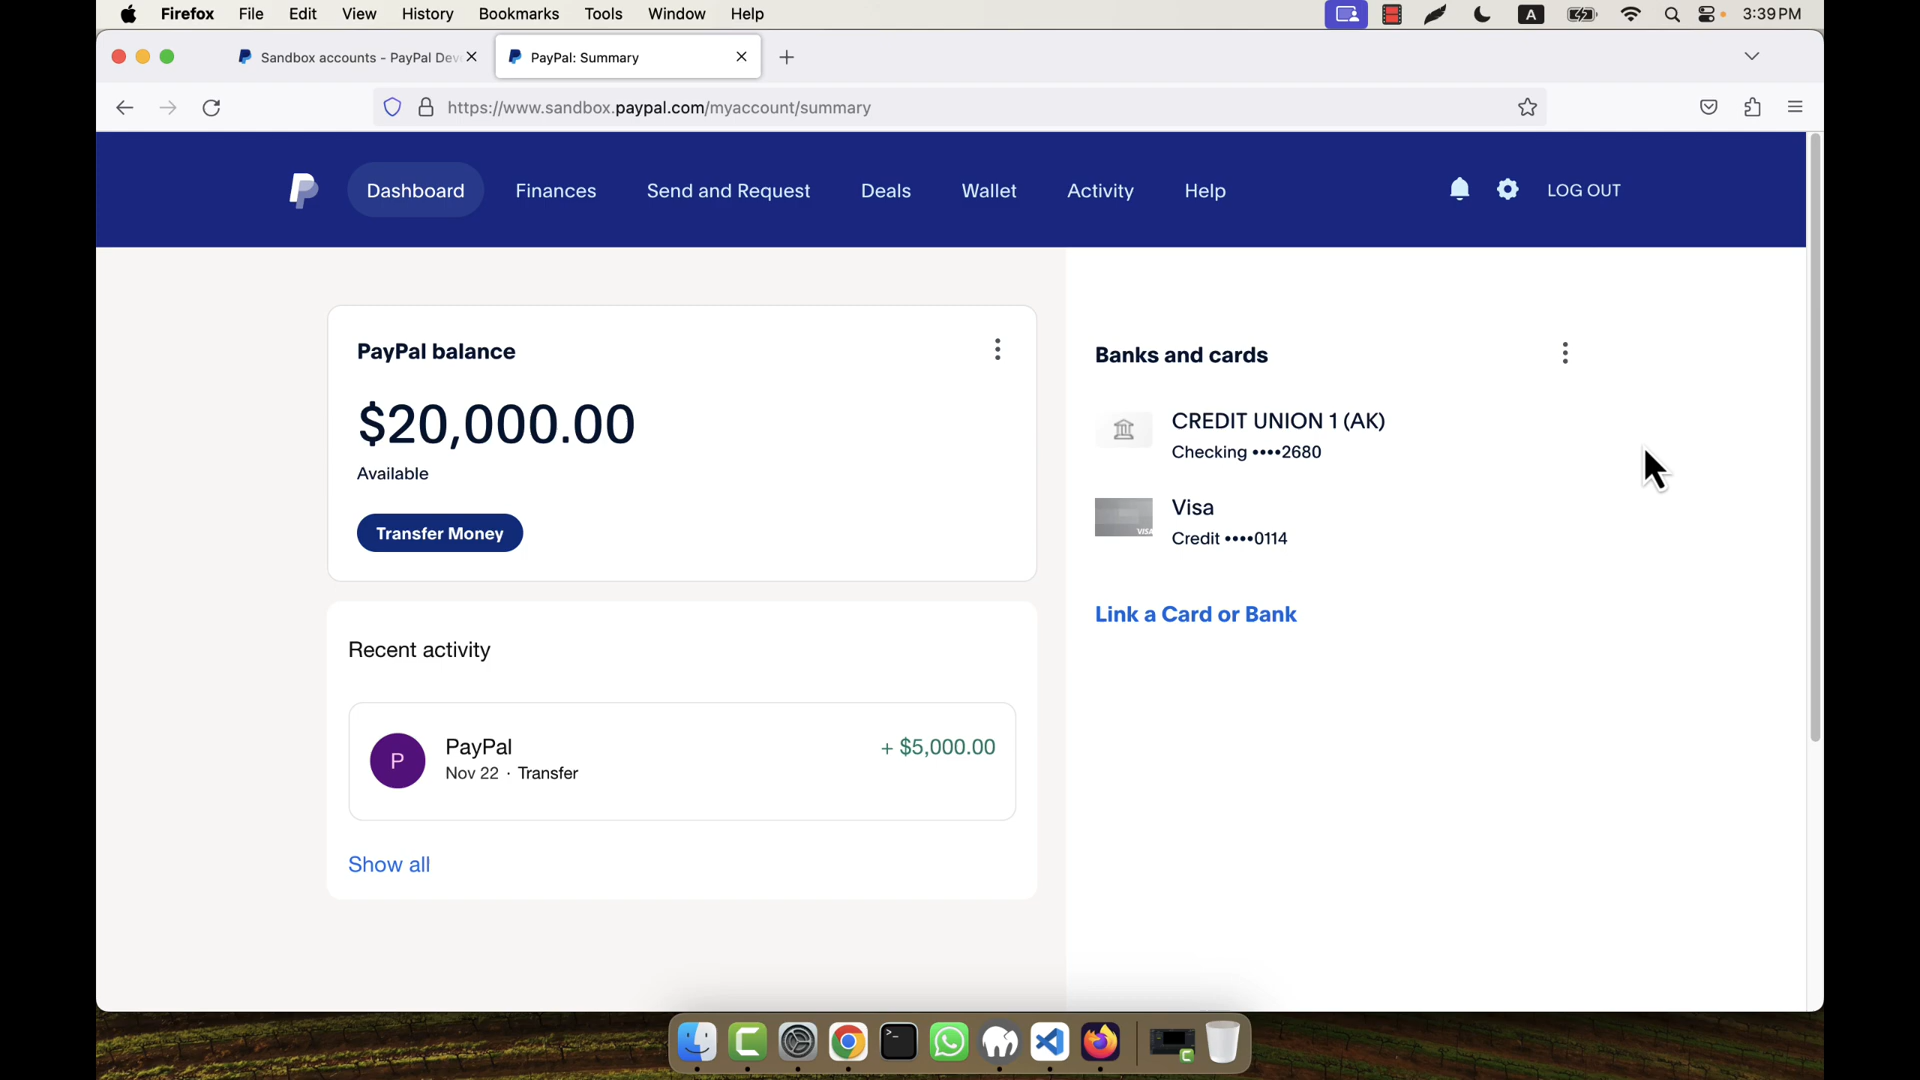 Firefox File Edit View History Bookmarks Tools Window Help A 3:39 PM
Sandbox accounts - PayPal Dev PayPal: Summary
https://www.sandbox.paypal.com/myaccount/summary
Dashboard Finances Send and Request Deals Wallet Activity Help LOG OUT
PayPal balance
$20,000.00
Available
Transfer Money
Recent activity
P
PayPal + $5,000.00
Nov 22 · Transfer
Show all
Banks and cards
CREDIT UNION 1 (AK)
Checking ••••2680
VISA
Visa
Credit ••••0114
Link a Card or Bank